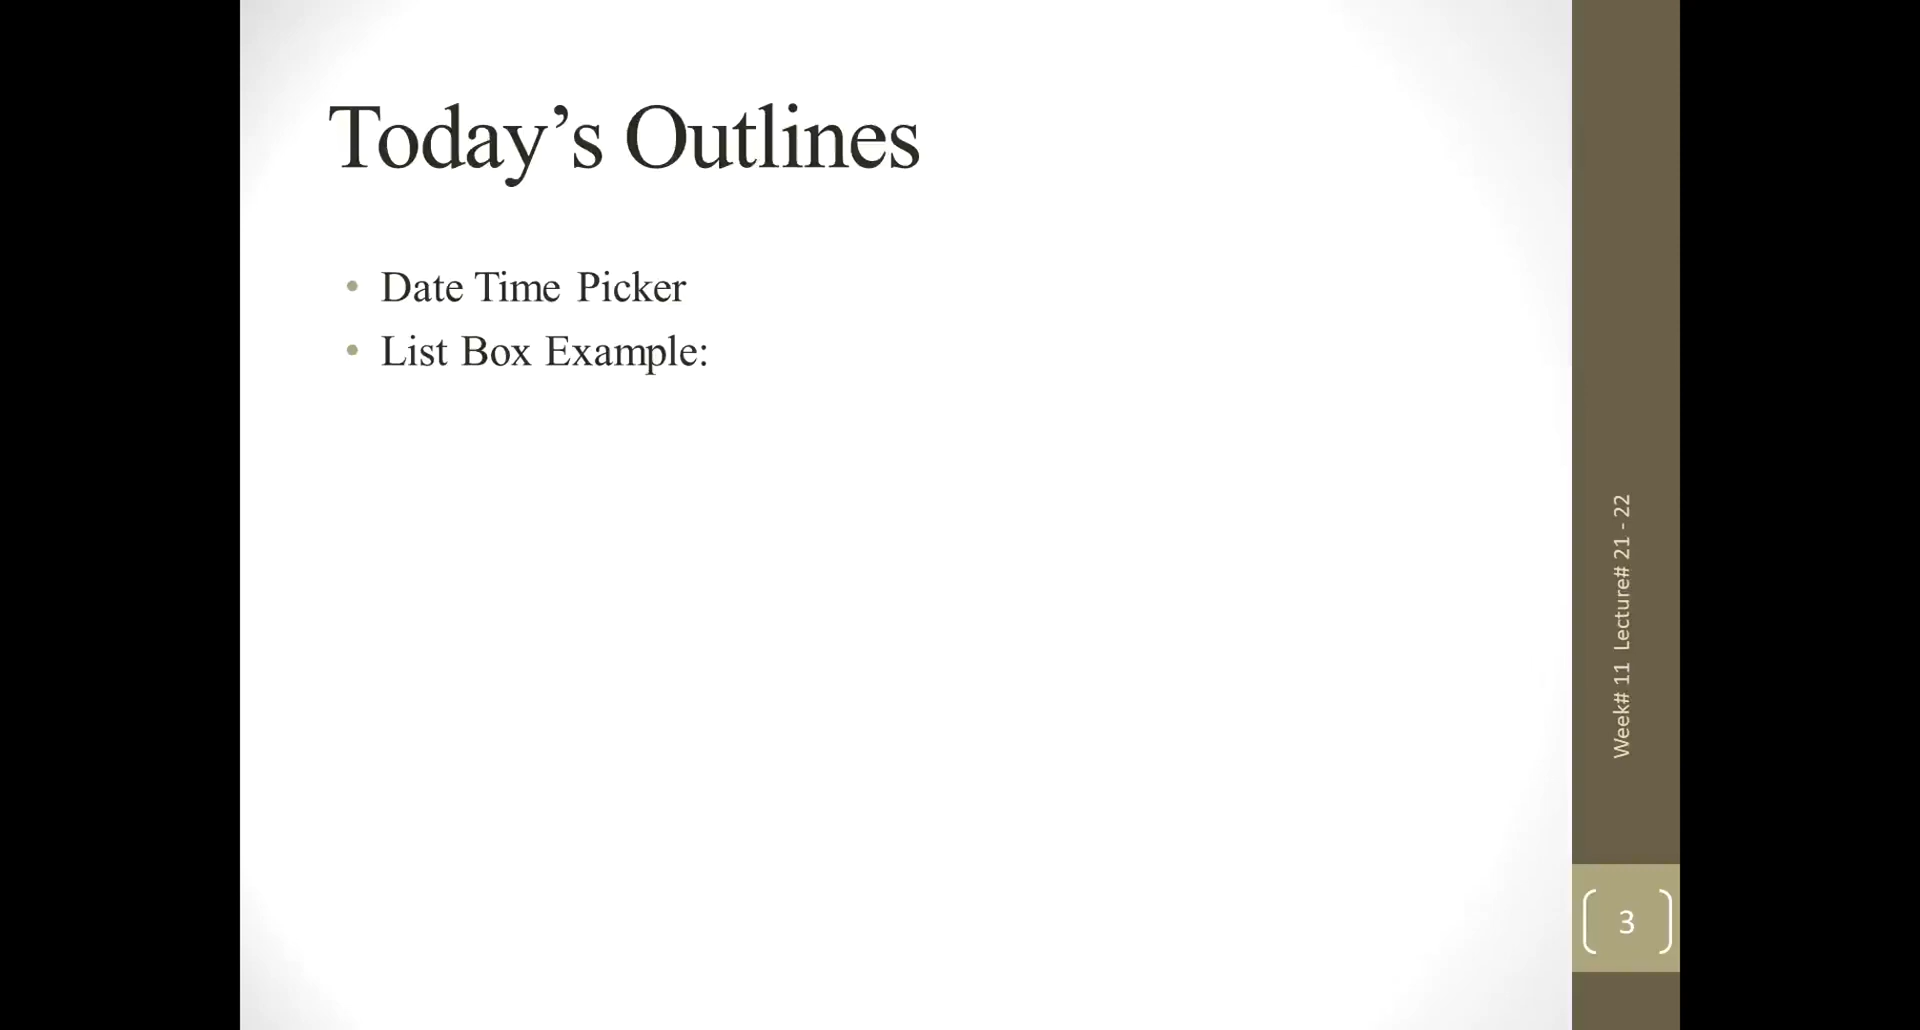 Today’s Outlines
• Date Time Picker
• List Box Example:
Week# 11 Lecture# 21 - 22
3